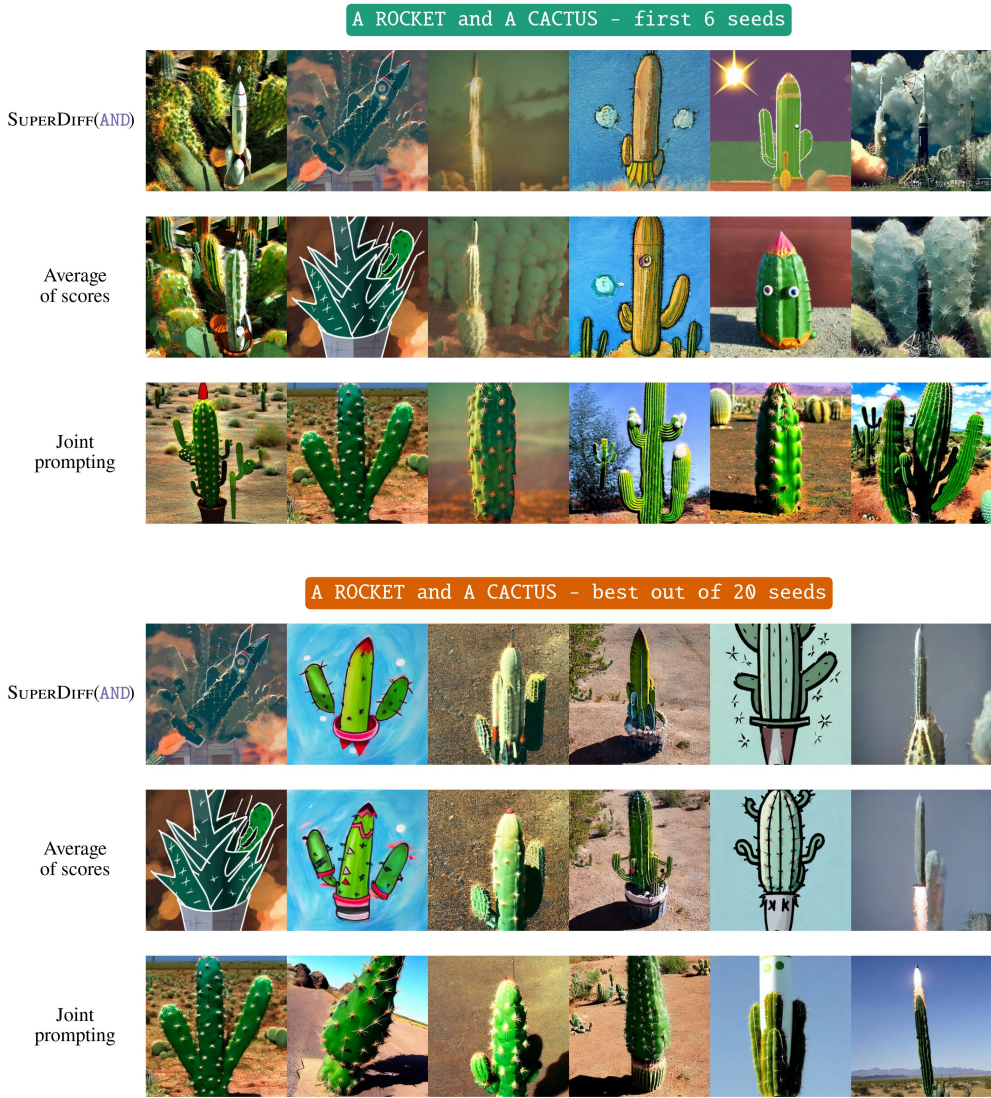 A ROCKET and A CACTUS - first 6 seeds
SUPERDIFF(AND)
Average
of scores
Joint
prompting
A ROCKET and A CACTUS - best out of 20 seeds
SUPERDIFF(AND)
Average
of scores
Joint
prompting